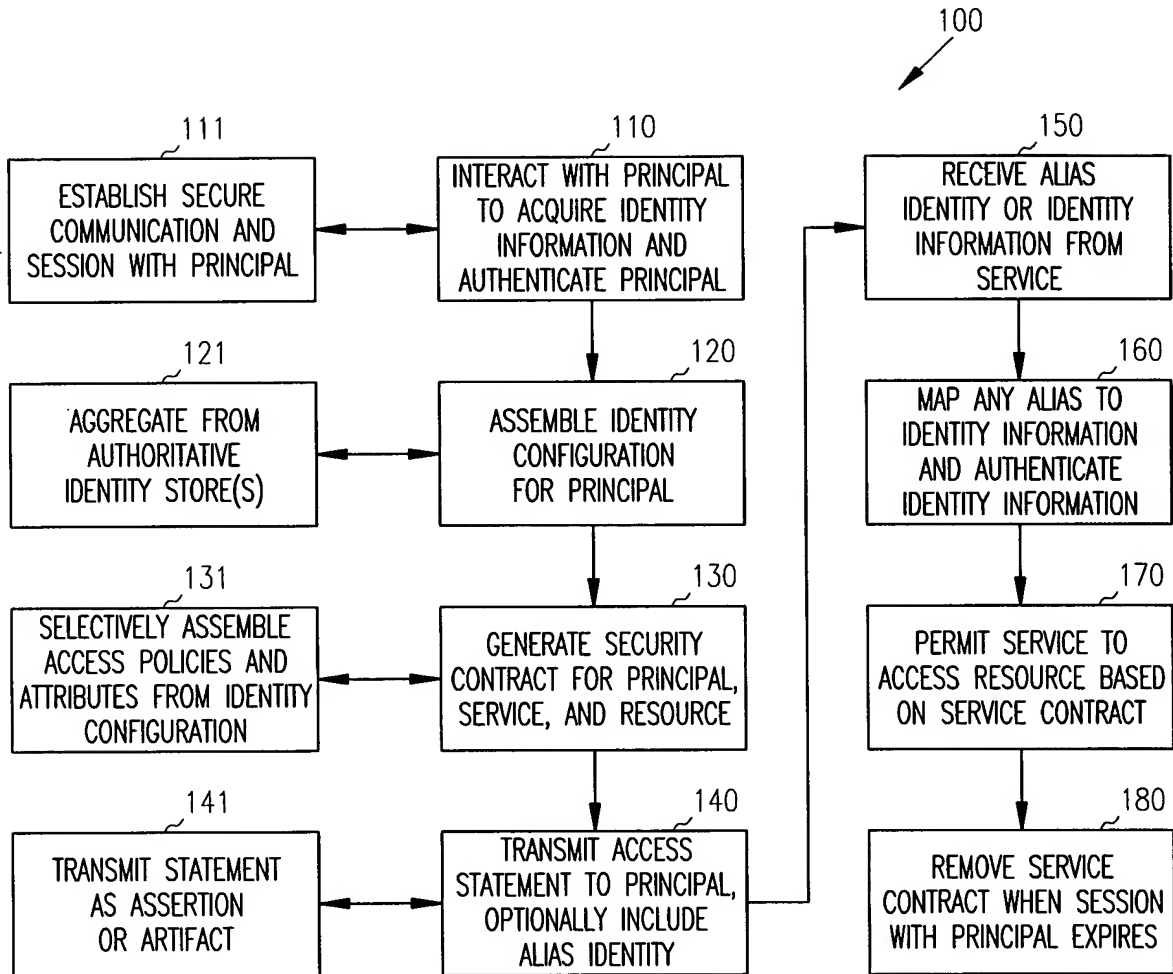 100
111
ESTABLISH SECURE
COMMUNICATION AND
SESSION WITH PRINCIPAL
110
INTERACT WITH PRINCIPAL
TO ACQUIRE IDENTITY
INFORMATION AND
AUTHENTICATE PRINCIPAL
121
AGGREGATE FROM
AUTHORITATIVE
IDENTITY STORE(S)
120
ASSEMBLE IDENTITY
CONFIGURATION
FOR PRINCIPAL
131
SELECTIVELY ASSEMBLE
ACCESS POLICIES AND
ATTRIBUTES FROM IDENTITY
CONFIGURATION
130
GENERATE SECURITY
CONTRACT FOR PRINCIPAL,
SERVICE, AND RESOURCE
141
TRANSMIT STATEMENT
AS ASSERTION
OR ARTIFACT
140
TRANSMIT ACCESS
STATEMENT TO PRINCIPAL,
OPTIONALLY INCLUDE
ALIAS IDENTITY
150
RECEIVE ALIAS
IDENTITY OR IDENTITY
INFORMATION FROM
SERVICE
160
MAP ANY ALIAS TO
IDENTITY INFORMATION
AND AUTHENTICATE
IDENTITY INFORMATION
170
PERMIT SERVICE TO
ACCESS RESOURCE BASED
ON SERVICE CONTRACT
180
REMOVE SERVICE
CONTRACT WHEN SESSION
WITH PRINCIPAL EXPIRES